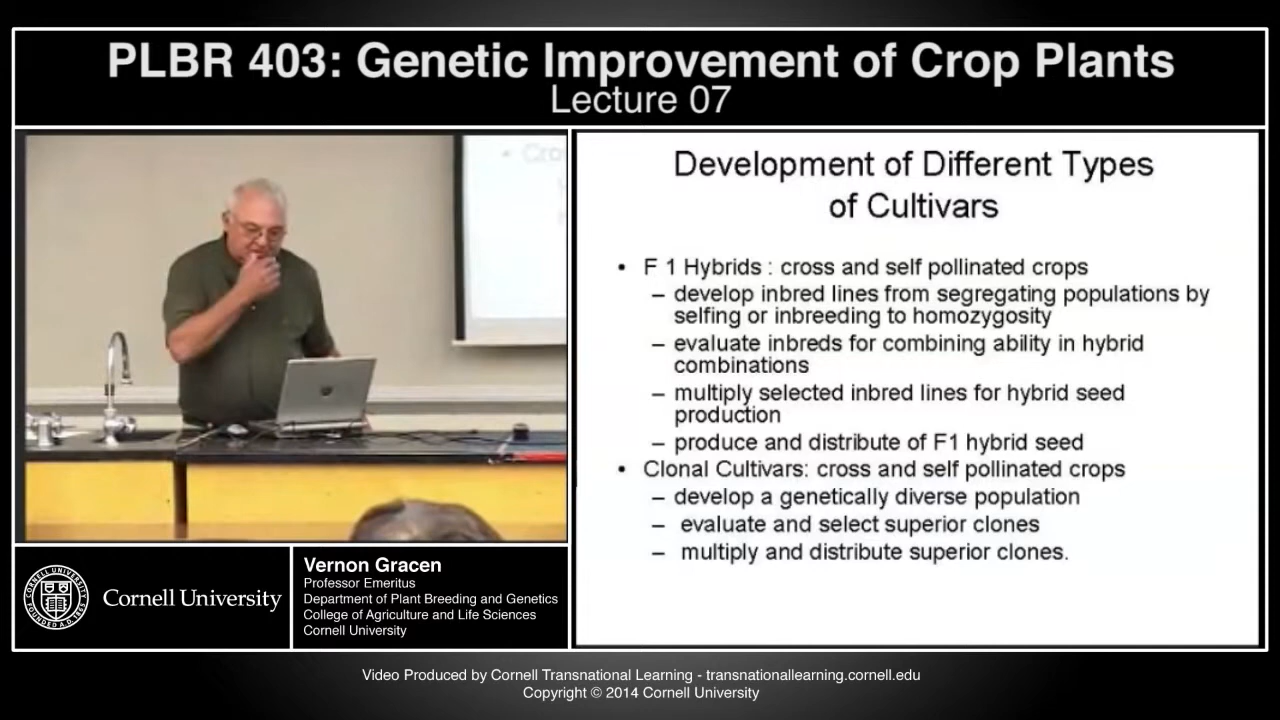 PLBR 403: Genetic Improvement of Crop Plants
Lecture 07
Development of Different Types
of Cultivars
• F 1 Hybrids : cross and self pollinated crops
– develop inbred lines from segregating populations by
selfing or inbreeding to homozygosity
– evaluate inbreds for combining ability in hybrid
combinations
– multiply selected inbred lines for hybrid seed
production
– produce and distribute of F1 hybrid seed
• Clonal Cultivars: cross and self pollinated crops
– develop a genetically diverse population
– evaluate and select superior clones
– multiply and distribute superior clones.
Cornell University
Vernon Gracen
Professor Emeritus
Department of Plant Breeding and Genetics
College of Agriculture and Life Sciences
Cornell University
Video Produced by Cornell Transnational Learning - transnationallearning.cornell.edu
Copyright © 2014 Cornell University